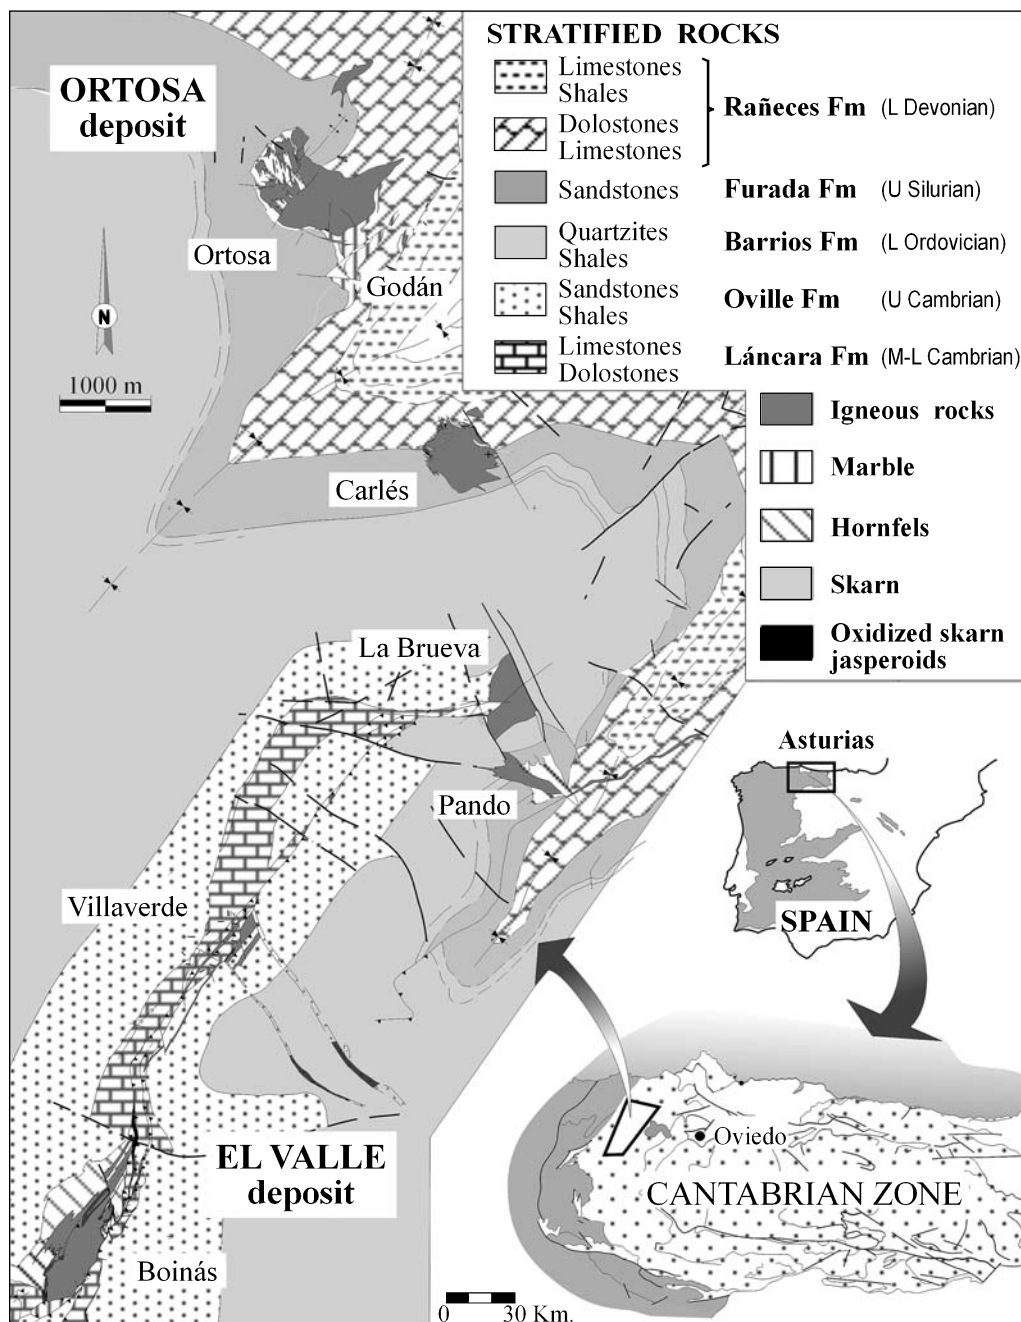 ORTOSA
deposit
Ortosa
Godán
N
1000 m
Carlés
La Brueva
Pando
Villaverde
EL VALLE
deposit
Boinás
STRATIFIED ROCKS
Limestones
Shales
Dolostones
Limestones
Rañeces Fm (L Devonian)
Sandstones Furada Fm (U Silurian)
Quartzites
Shales
Barrios Fm (L Ordovician)
Sandstones
Shales
Oville Fm (U Cambrian)
Limestones
Dolostones
Láncara Fm (M-L Cambrian)
Igneous rocks
Marble
Hornfels
Skarn
Oxidized skarn
jasperoids
Asturias
SPAIN
Oviedo
CANTABRIAN ZONE
0 30 Km.